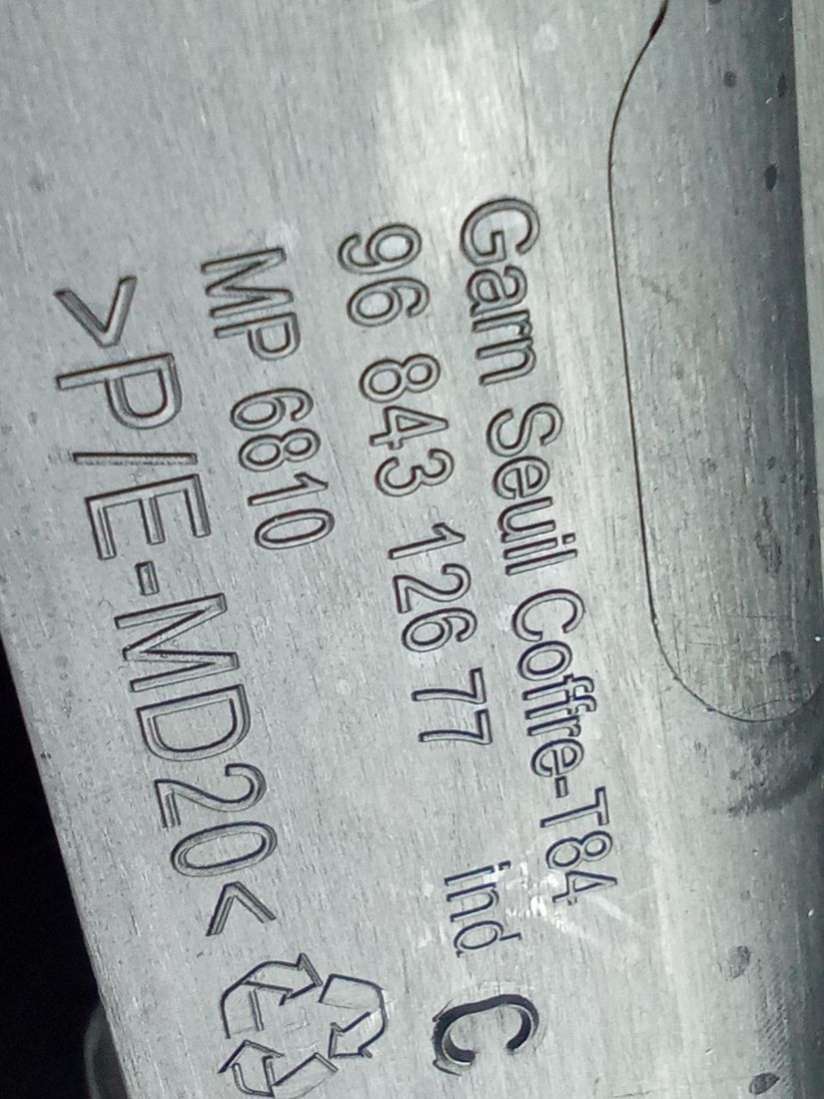 Garn Seuil Coffre-T84
96 843 126 77 ind C
MP 6810
>P/E-MD20<